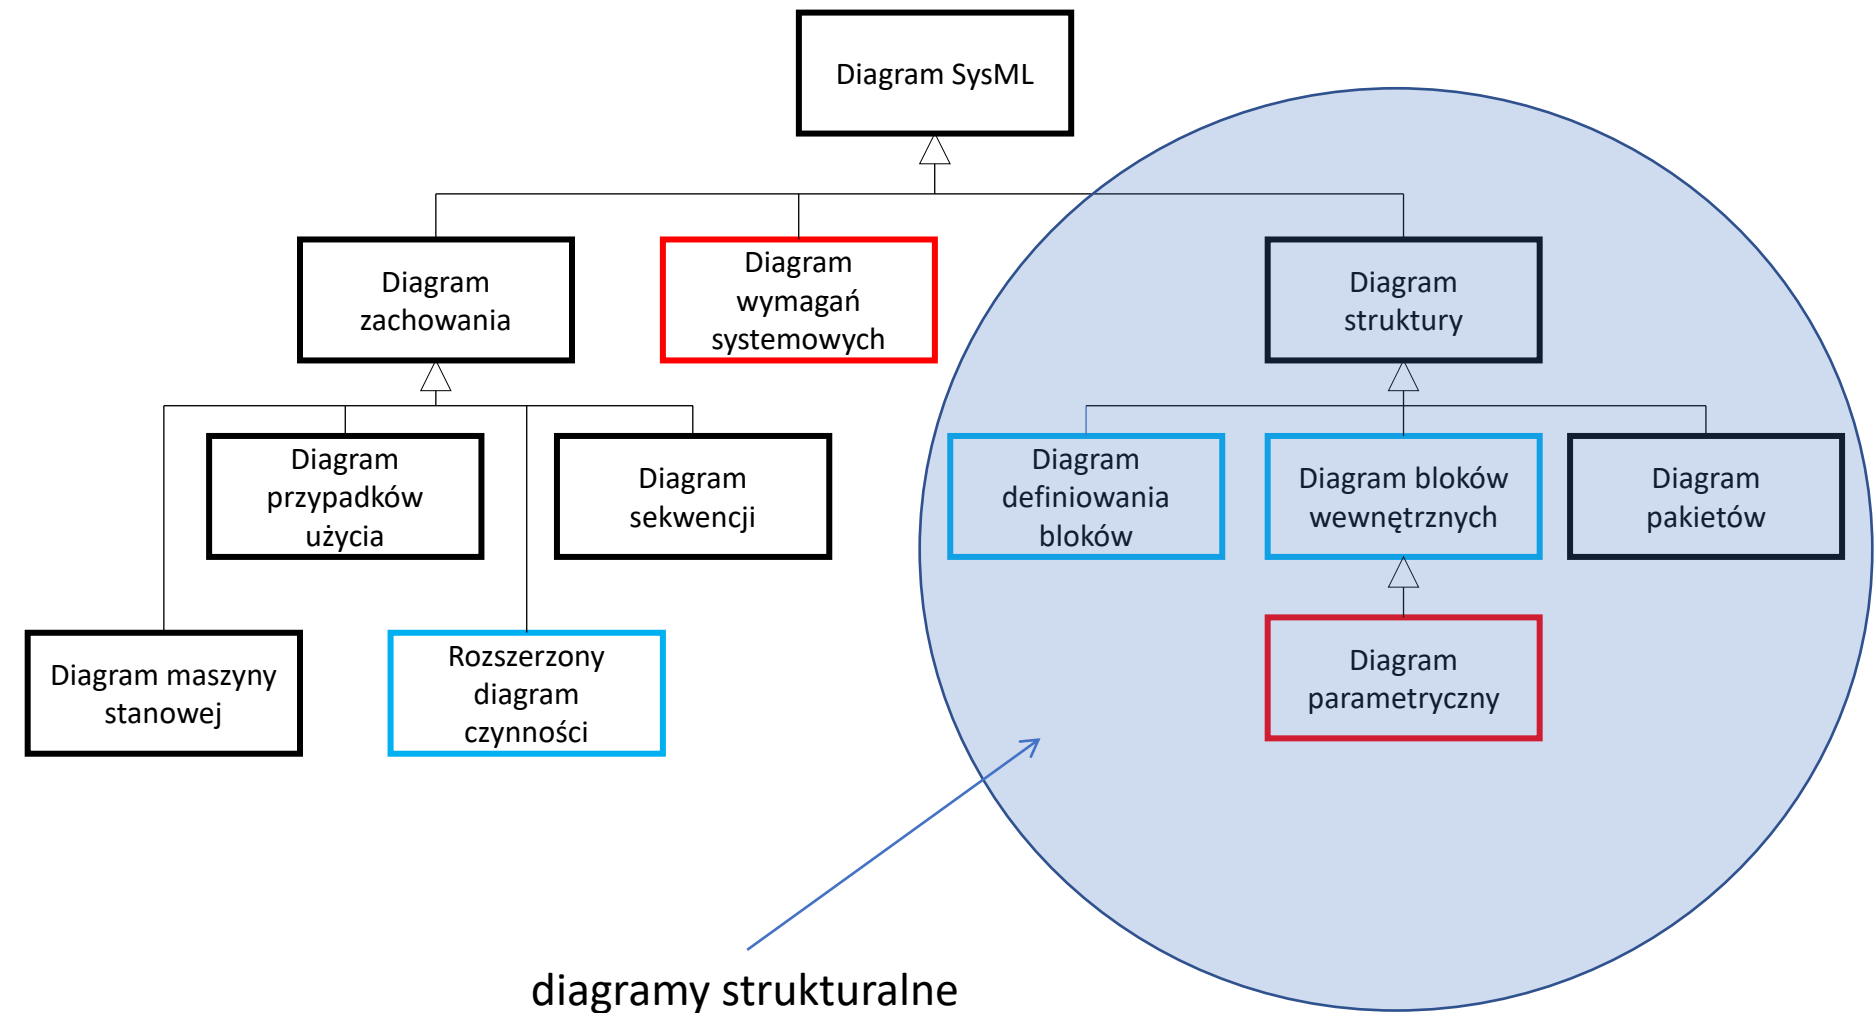 Diagram SysML
Diagram
zachowania
Diagram
wymagań
systemowych
Diagram
struktury
Diagram
przypadków
użycia
Diagram
sekwencji
Diagram
definiowania
bloków
Diagram bloków
wewnętrznych
Diagram
pakietów
Diagram maszyny
stanowej
Rozszerzony
diagram
czynności
Diagram
parametryczny
diagramy strukturalne